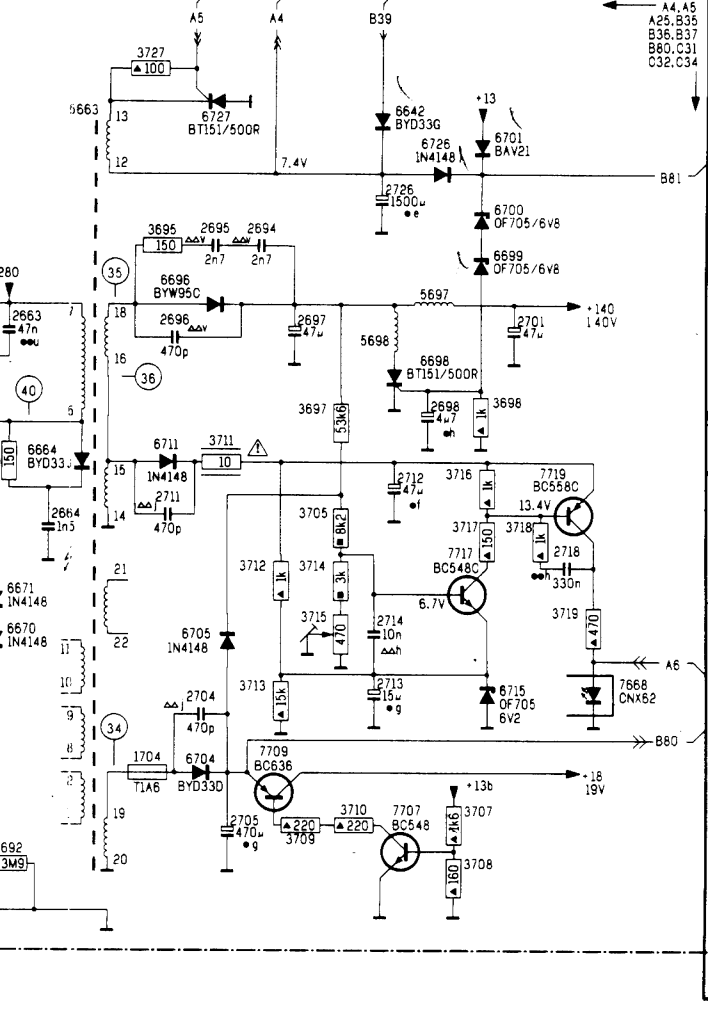 A5
A4
B39
A4,A5
A25,B35
B36,B37
B80,C31
C32,C34
3727
▲100
6663
13
12
6727
BT151/500R
7.4V
6642
BYD33G
+13
6701
BAV21
6726
1N4148
B81
2726
1500µ
●e
6700
OF705/6V8
6699
OF705/6V8
3695
150
△△v
2695
2n7
△△v
2694
2n7
35
280
2663
47n
●●u
7
6
18
16
6696
BYW95C
2696
△△v
470p
2697
47µ
5697
5698
2701
47µ
+140
140V
36
40
6698
BT151/500R
2698
4µ7
●h
▲1k
3698
3697
53k6
150
6664
BYD33J
2664
1n5
15
14
6711
1N4148
3711
10
△△
2711
470p
2712
47µ
●f
3716
▲1k
7719
BC558C
13.4V
3717
▲150
3718
▲1k
2718
●●h
330n
3705
■8k2
3712
▲1k
3714
■3k
7717
BC548C
6.7V
3715
470
2714
10n
△△h
3719
▲470
21
22
6671
1N4148
6670
1N4148
11
10
6705
1N4148
A6
3713
▲15k
2713
15µ
●g
6715
OF705
6V2
7668
CNX62
9
8
34
△△j
2704
470p
B80
1704
T1A6
6704
BYD33D
7709
BC636
+18
19V
2
19
20
2705
470µ
●g
▲220
3709
3710
▲220
7707
BC548
+13b
▲1k6
3707
▲160
3708
692
3M9